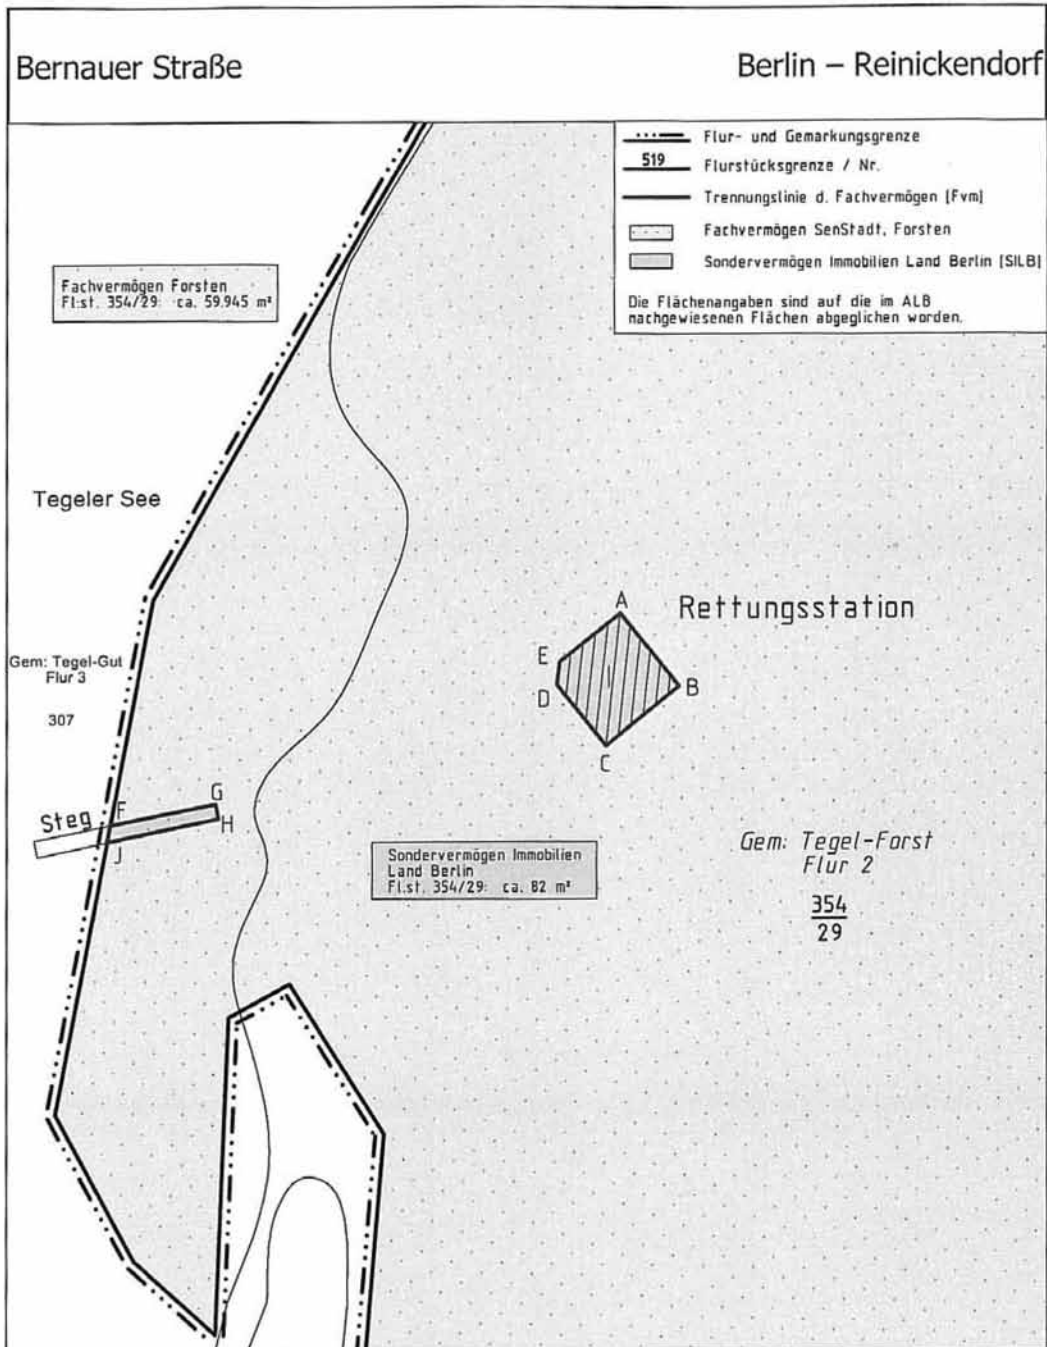 Bernauer Straße
Berlin – Reinickendorf
Flur- und Gemarkungsgrenze
519
Flurstücksgrenze / Nr.
Trennungslinie d. Fachvermögen [Fvm]
Fachvermögen SenStadt, Forsten
Sondervermögen Immobilien Land Berlin [SILB]
Die Flächenangaben sind auf die im ALB
nachgewiesenen Flächen abgeglichen worden.
Fachvermögen Forsten
Fl.st. 354/29: ca. 59.945 m²
Tegeler See
A
Rettungsstation
E
B
D
I
C
Gem: Tegel-Gut
Flur 3
307
Steg
F
G
H
J
Sondervermögen Immobilien
Land Berlin
Fl.st. 354/29: ca. 82 m²
Gem: Tegel-Forst
Flur 2
354
29